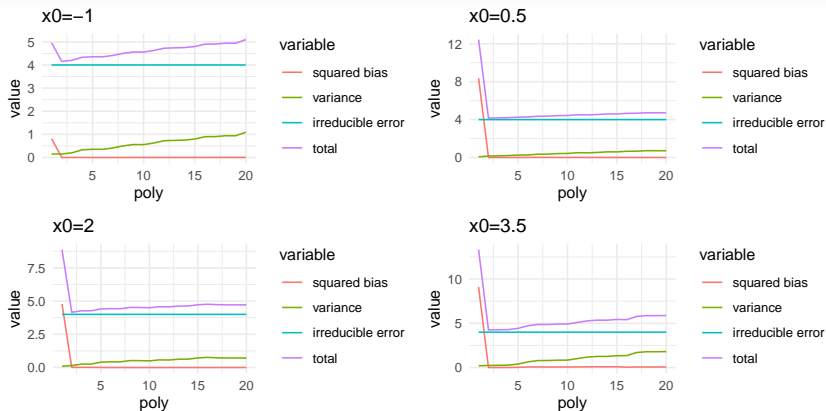 x0=−1
value
5
4
3
2
1
0
5
10
15
20
poly
variable
squared bias
variance
irreducible error
total
x0=0.5
value
12
8
4
0
5
10
15
20
poly
variable
squared bias
variance
irreducible error
total
x0=2
value
7.5
5.0
2.5
0.0
5
10
15
20
poly
variable
squared bias
variance
irreducible error
total
x0=3.5
value
10
5
0
5
10
15
20
poly
variable
squared bias
variance
irreducible error
total